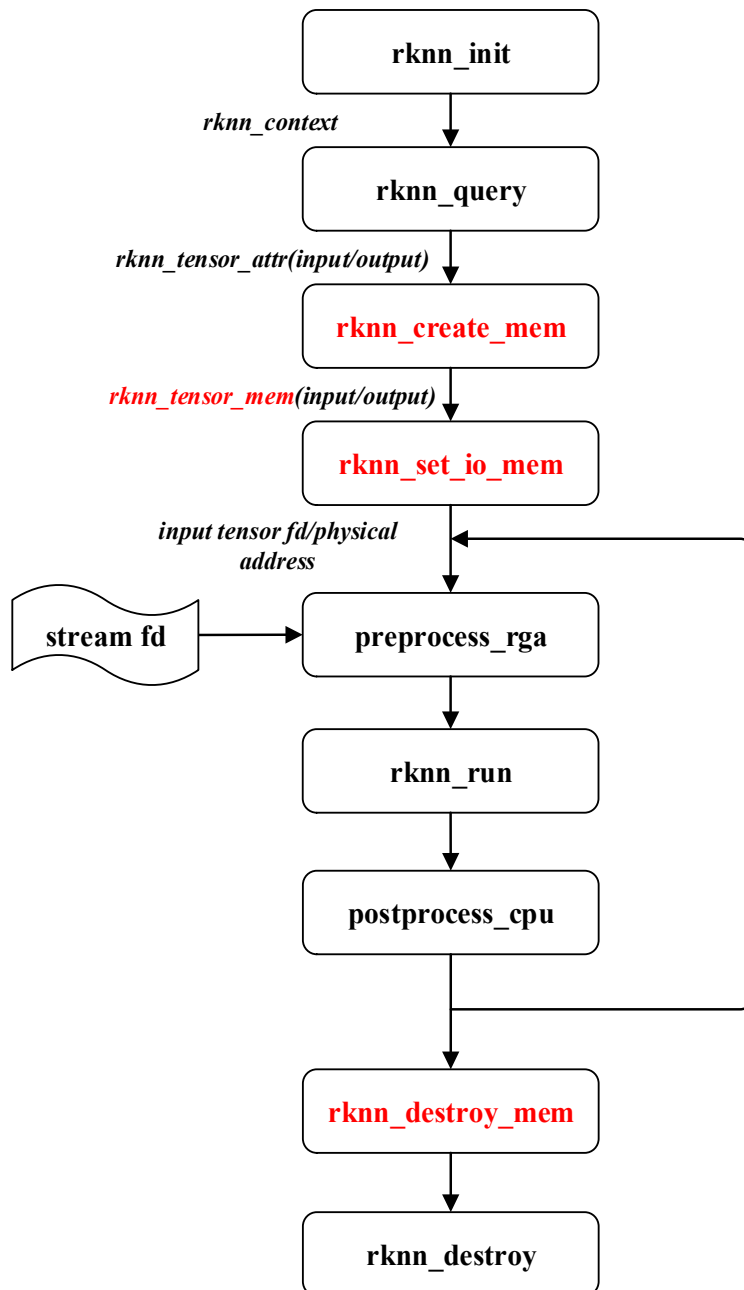 rknn_init
rknn_context
rknn_query
rknn_tensor_attr(input/output)
rknn_create_mem
rknn_tensor_mem(input/output)
rknn_set_io_mem
input tensor fd/physical
address
stream fd
preprocess_rga
rknn_run
postprocess_cpu
rknn_destroy_mem
rknn_destroy